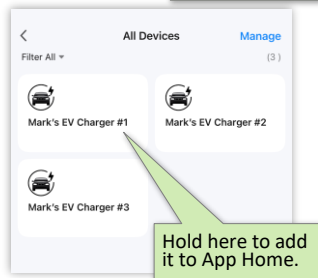 All Devices Manage
Filter All (3)
Mark's EV Charger #1 Mark's EV Charger #2
Mark's EV Charger #3
Hold here to add
it to App Home.